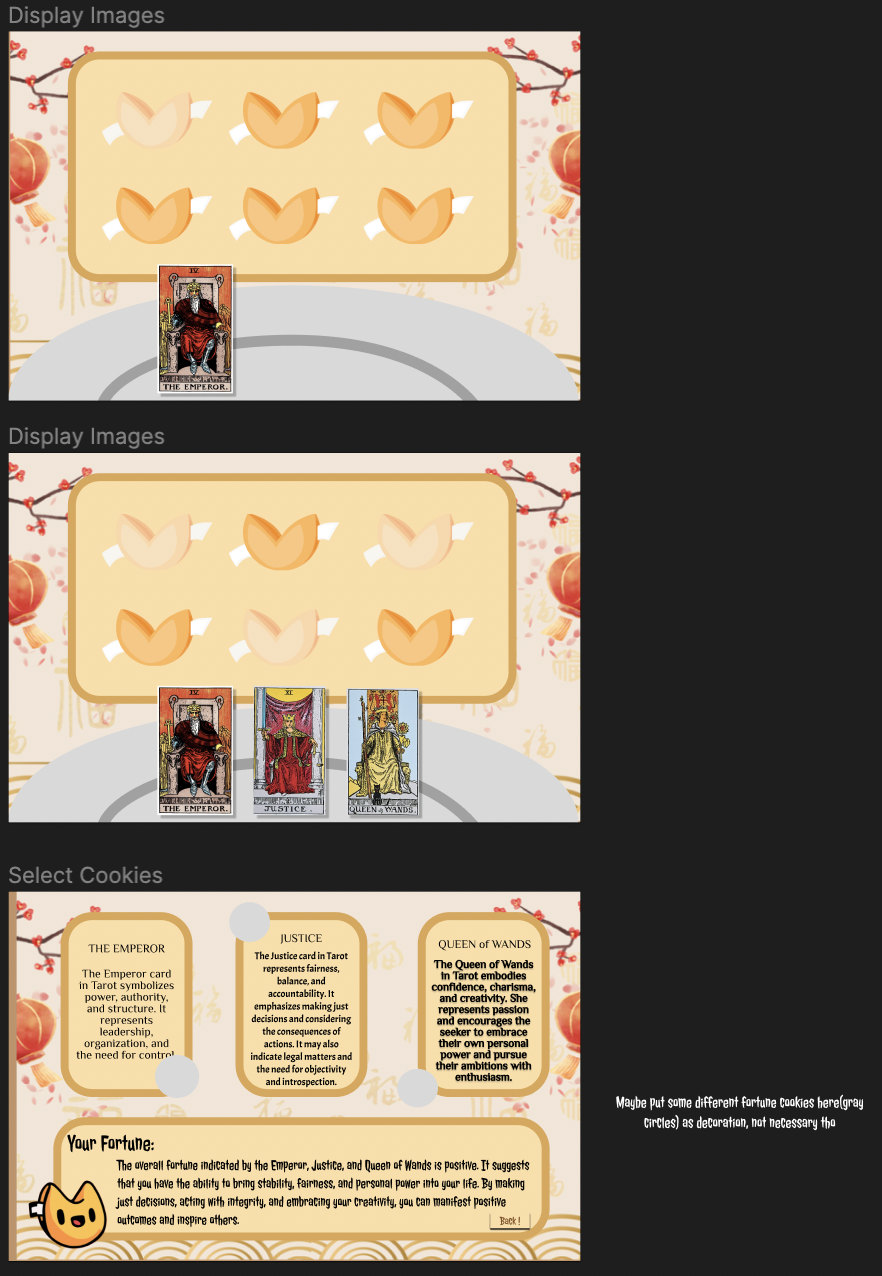 Display Images
IV
THE EMPEROR.
Display Images
IV
XI
THE EMPEROR.
JUSTICE.
QUEEN of WANDS.
Select Cookies
THE EMPEROR
The Emperor card
in Tarot symbolizes
power, authority,
and structure. It
represents
leadership,
organization, and
the need for control.
JUSTICE
The Justice card in Tarot
represents fairness,
balance, and
accountability. It
emphasizes making just
decisions and considering
the consequences of
actions. It may also
indicate legal matters and
the need for objectivity
and introspection.
QUEEN of WANDS
The Queen of Wands
in Tarot embodies
confidence, charisma,
and creativity. She
represents passion
and encourages the
seeker to embrace
their own personal
power and pursue
their ambitions with
enthusiasm.
Maybe put some different fortune cookies here(gray
circles) as decoration, not necessary tho
Your Fortune:
The overall fortune indicated by the Emperor, Justice, and Queen of Wands is positive. It suggests
that you have the ability to bring stability, fairness, and personal power into your life. By making
just decisions, acting with integrity, and embracing your creativity, you can manifest positive
outcomes and inspire others.
Back !